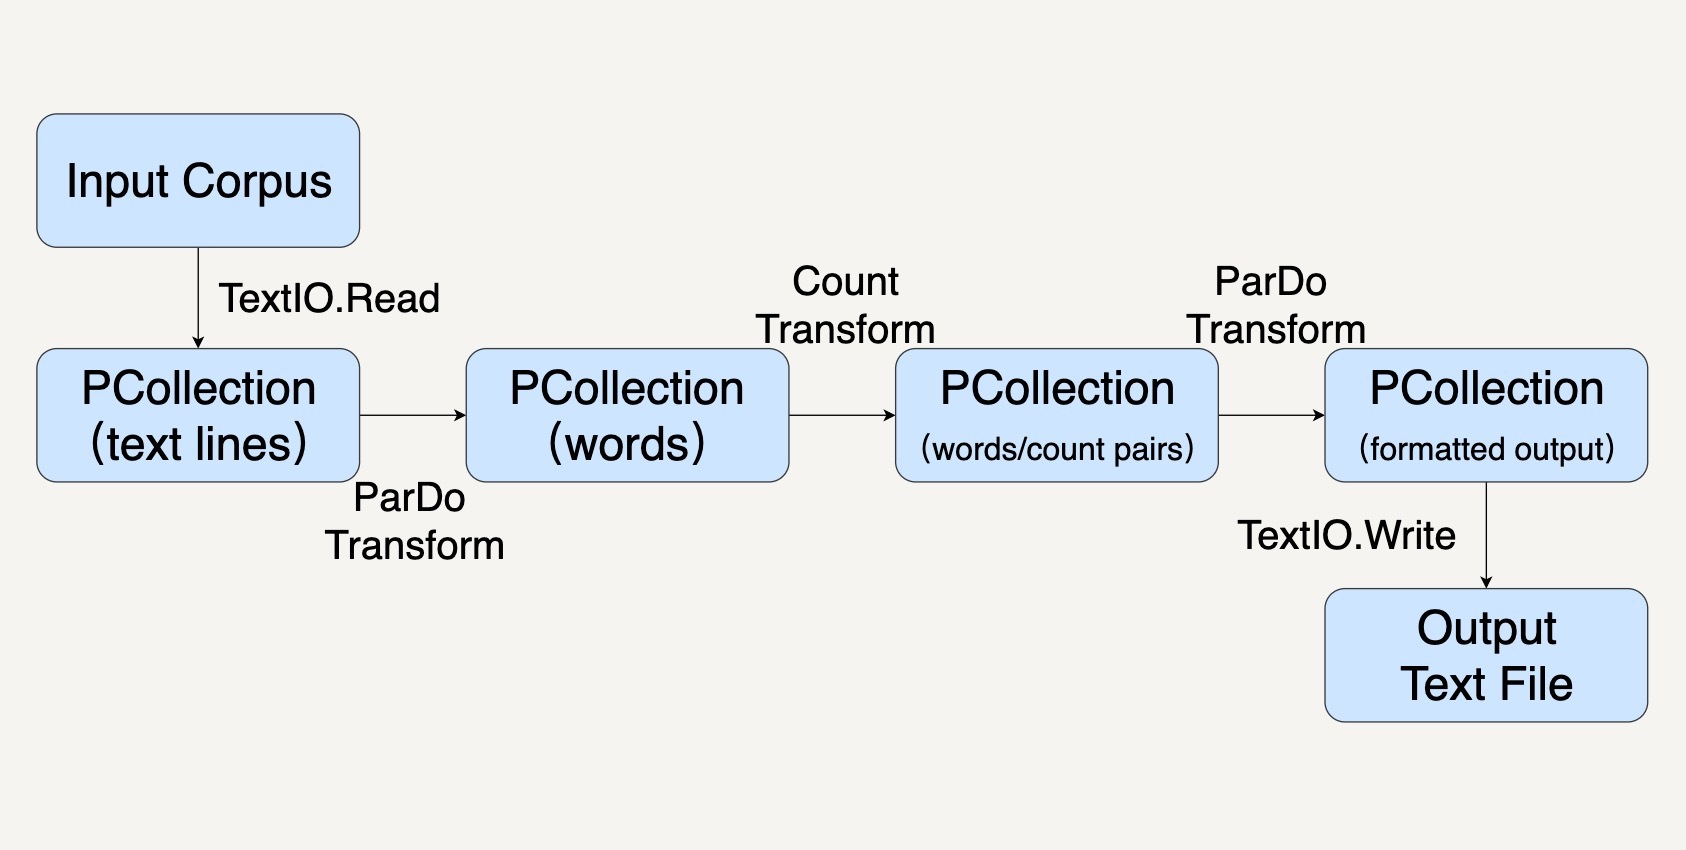 Input Corpus
TextIO.Read
PCollection
(text lines)
ParDo
Transform
PCollection
(words)
Count
Transform
PCollection
(words/count pairs)
ParDo
Transform
PCollection
(formatted output)
TextIO.Write
Output
Text File